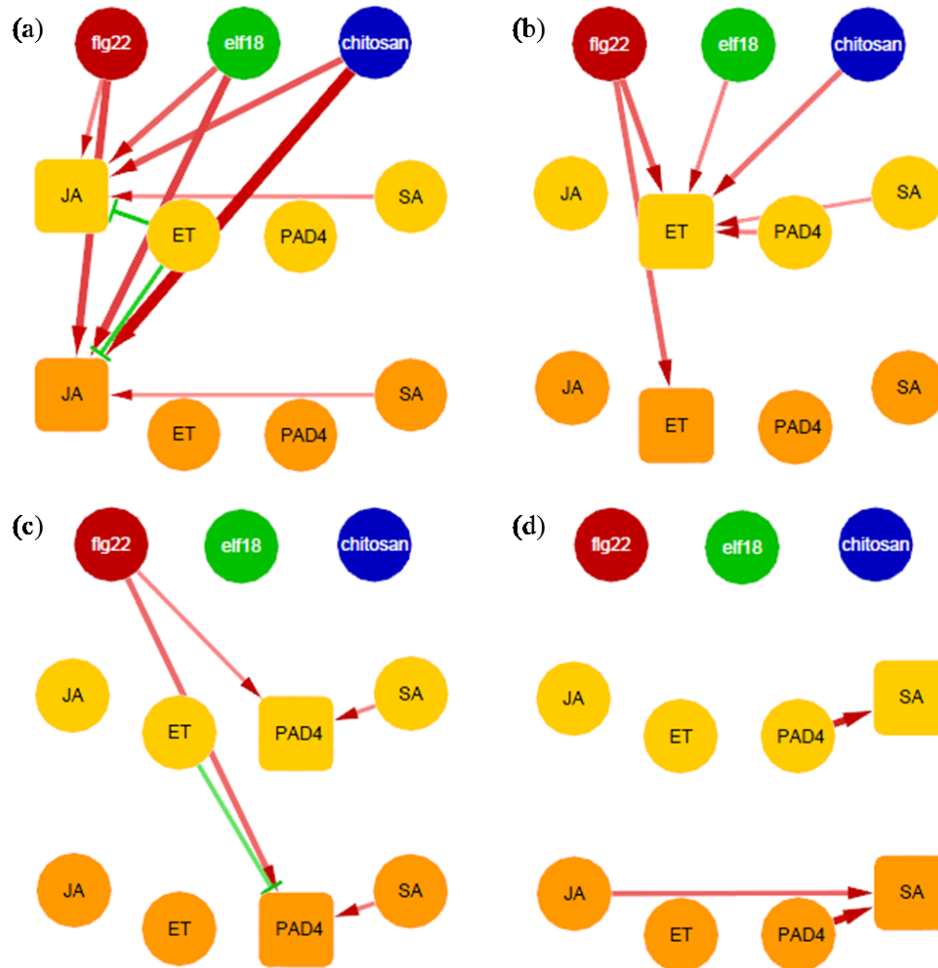 (a)
flg22 elf18 chitosan
JA SA
ET PAD4
JA SA
ET PAD4
(b)
flg22 elf18 chitosan
JA SA
ET PAD4
JA SA
ET PAD4
(c)
flg22 elf18 chitosan
JA SA
ET PAD4
JA SA
ET PAD4
(d)
flg22 elf18 chitosan
JA SA
ET PAD4
JA SA
ET PAD4